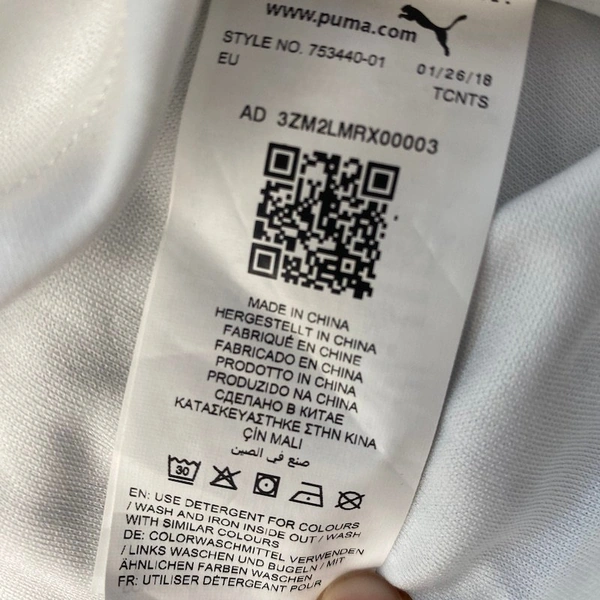 www.puma.com
STYLE NO. 753440-01 01/26/18
EU TCNTS
AD 3ZM2LMRX00003
MADE IN CHINA
HERGESTELLT IN CHINA
FABRIQUÉ EN CHINE
FABRICADO EN CHINA
PRODOTTO IN CHINA
PRODUZIDO NA CHINA
СДЕЛАНО В КИТАЕ
ΚΑΤΑΣΚΕΥΑΣΤΗΚΕ ΣΤΗΝ ΚΙΝΑ
ÇİN MALI
صنع في الصين
30
EN: USE DETERGENT FOR COLOURS
/ WASH AND IRON INSIDE OUT / WASH
WITH SIMILAR COLOURS
DE: COLORWASCHMITTEL VERWENDEN
/ LINKS WASCHEN UND BÜGELN / MIT
ÄHNLICHEN FARBEN WASCHEN
FR: UTILISER DÉTERGENT POUR